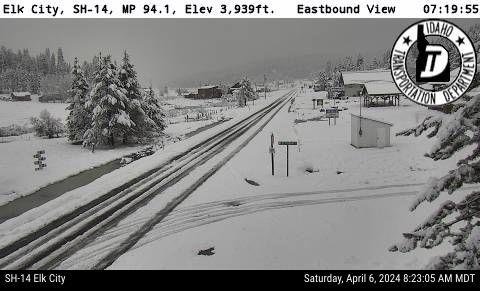 Elk City, SH-14, MP 94.1, Elev 3,939ft. Eastbound View 07:19:55
IDAHO
TRANSPORTATION DEPARTMENT
SH-14 Elk City Saturday, April 6, 2024 8:23:05 AM MDT